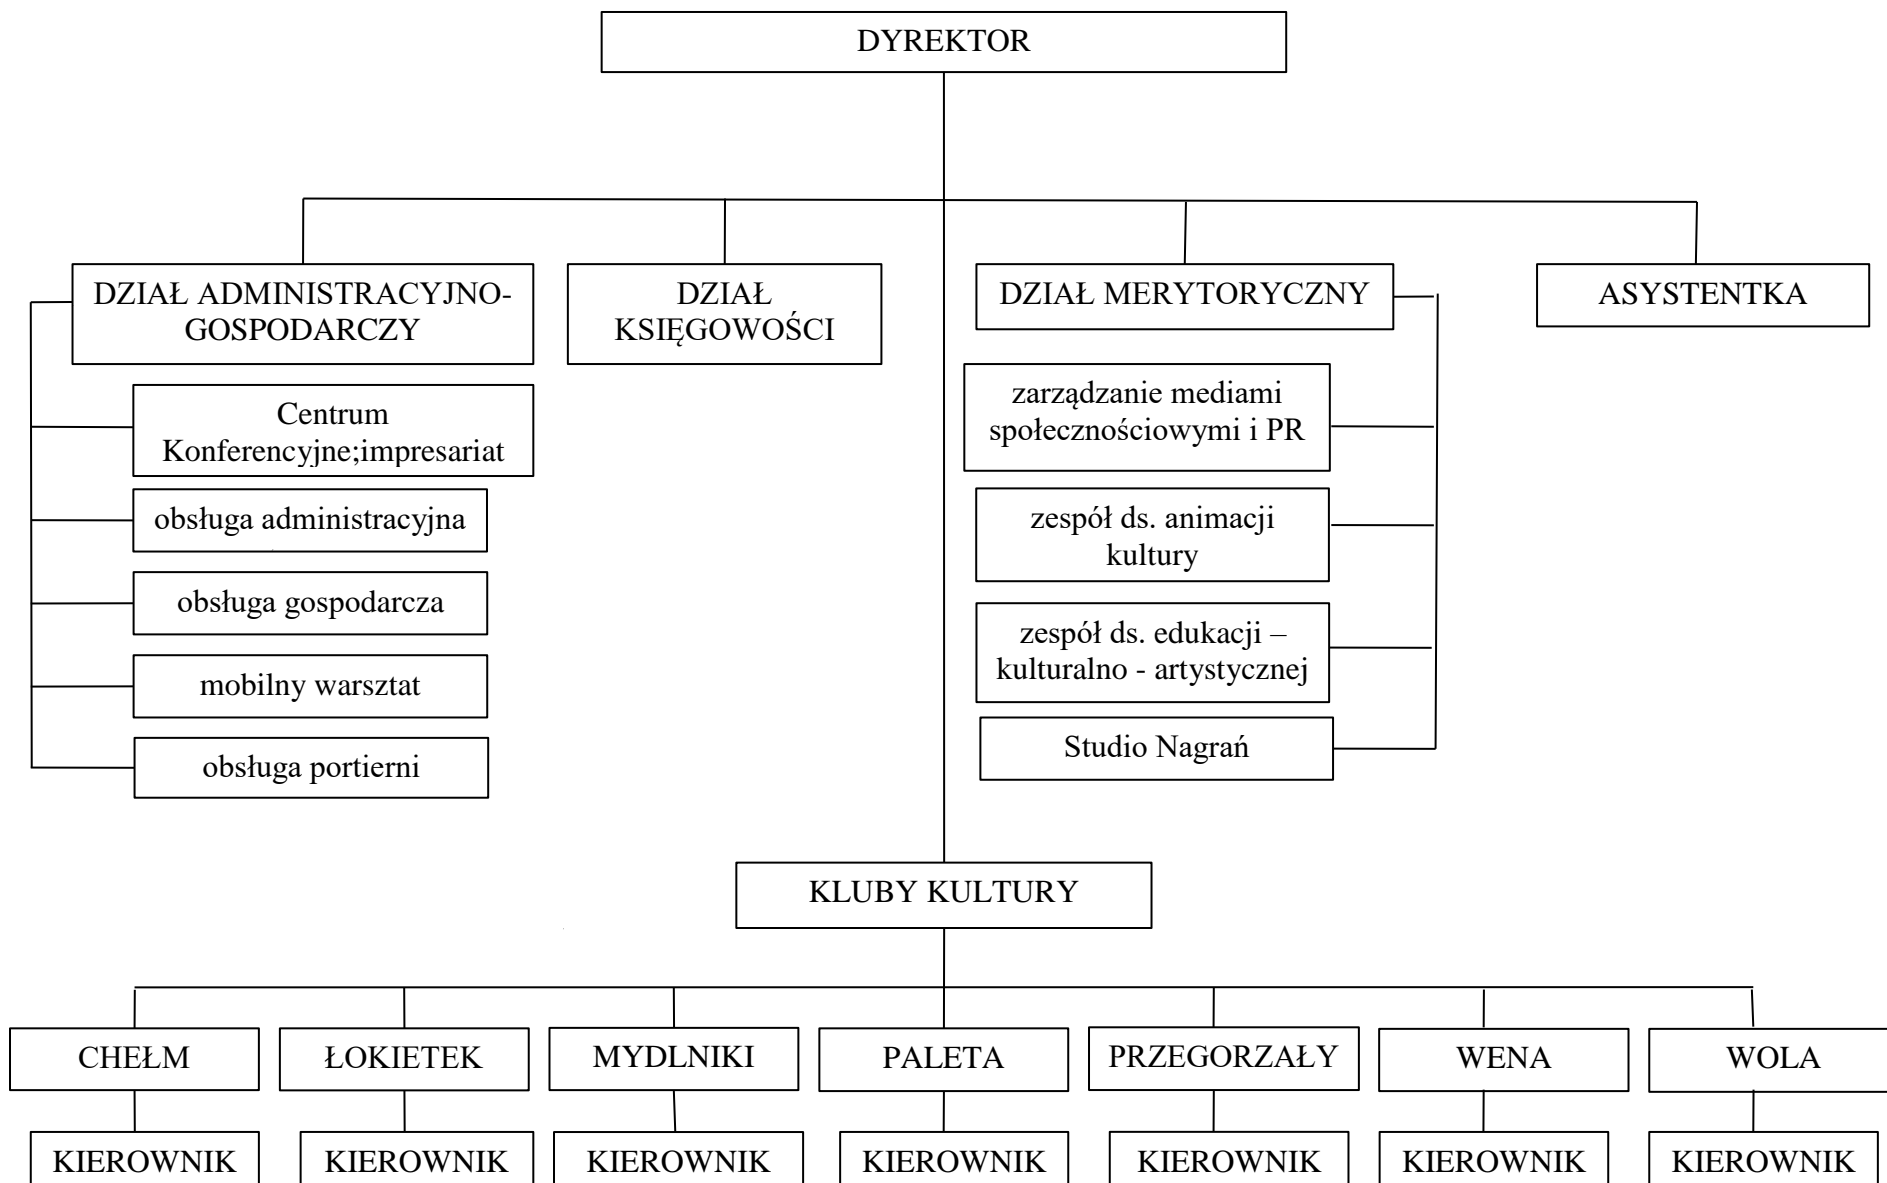 DYREKTOR
DZIAŁ ADMINISTRACYJNO-
GOSPODARCZY
DZIAŁ
KSIĘGOWOŚCI
DZIAŁ MERYTORYCZNY
ASYSTENTKA
Centrum
Konferencyjne;impresariat
obsługa administracyjna
obsługa gospodarcza
mobilny warsztat
obsługa portierni
zarządzanie mediami
społecznościowymi i PR
zespół ds. animacji
kultury
zespół ds. edukacji –
kulturalno - artystycznej
Studio Nagrań
KLUBY KULTURY
CHEŁM
ŁOKIETEK
MYDLNIKI
PALETA
PRZEGORZAŁY
WENA
WOLA
KIEROWNIK
KIEROWNIK
KIEROWNIK
KIEROWNIK
KIEROWNIK
KIEROWNIK
KIEROWNIK